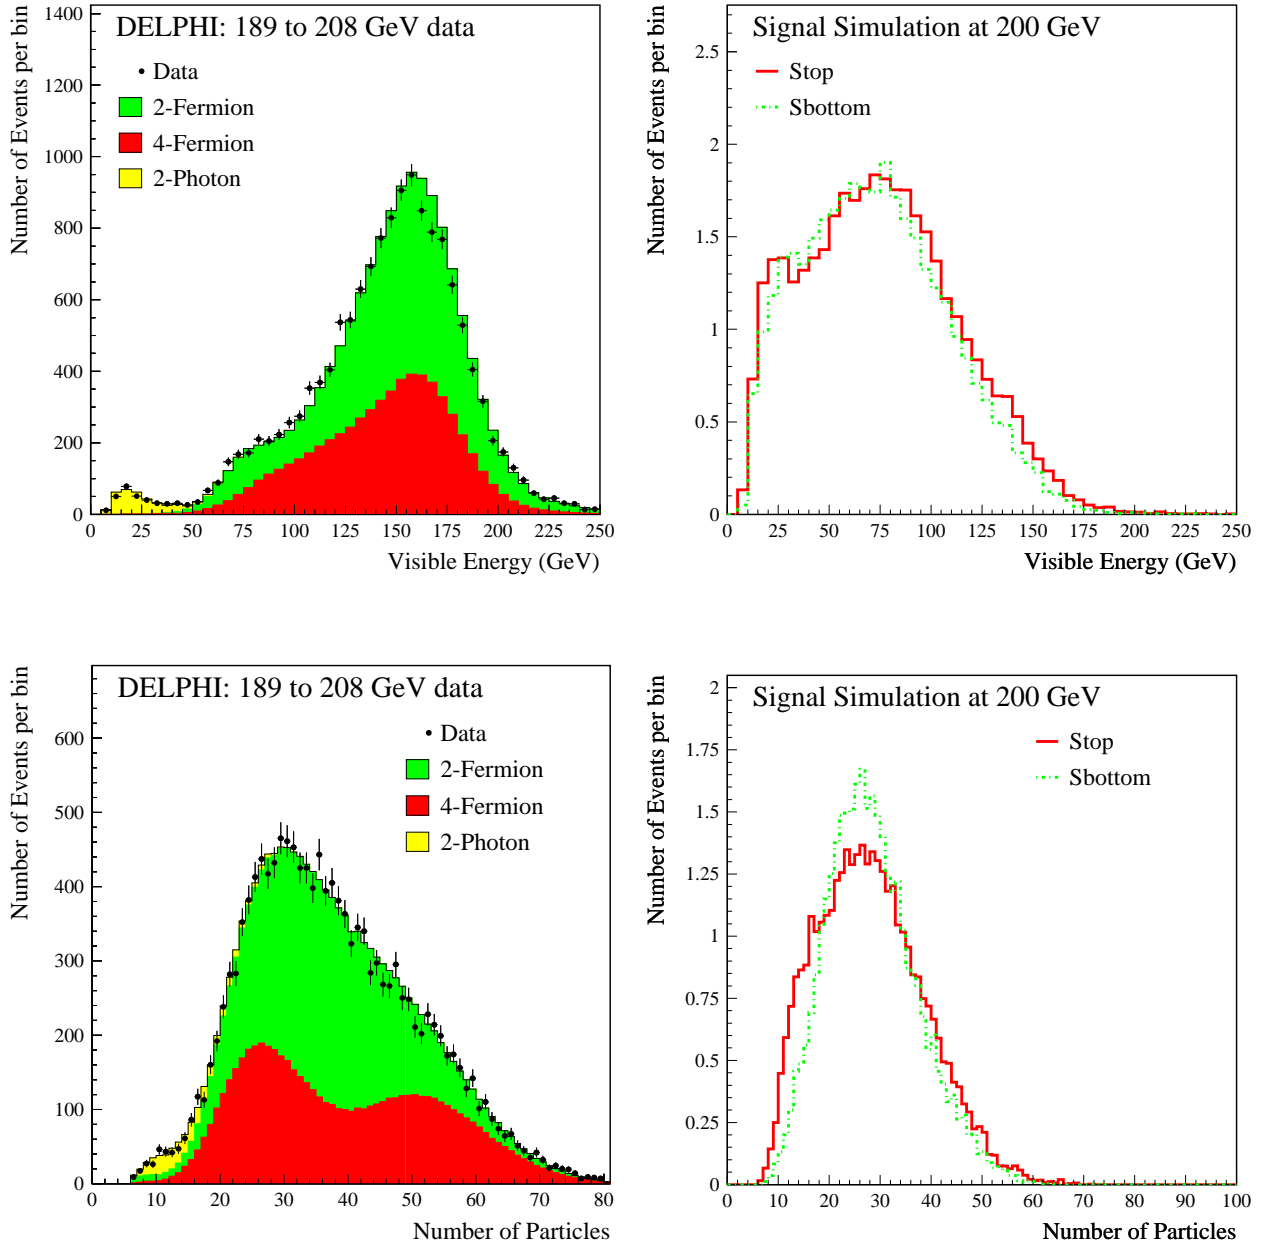 DELPHI: 189 to 208 GeV data
Number of Events per bin
Data
2-Fermion
4-Fermion
2-Photon
1400
1200
1000
800
600
400
200
0
0 25 50 75 100 125 150 175 200 225 250
Visible Energy (GeV)
Signal Simulation at 200 GeV
Number of Events per bin
Stop
Sbottom
2.5
2
1.5
1
0.5
0
0 25 50 75 100 125 150 175 200 225 250
Visible Energy (GeV)
DELPHI: 189 to 208 GeV data
Number of Events per bin
Data
2-Fermion
4-Fermion
2-Photon
600
500
400
300
200
100
0
0 10 20 30 40 50 60 70 80
Number of Particles
Signal Simulation at 200 GeV
Number of Events per bin
Stop
Sbottom
2
1.75
1.5
1.25
1
0.75
0.5
0.25
0
0 10 20 30 40 50 60 70 80 90 100
Number of Particles